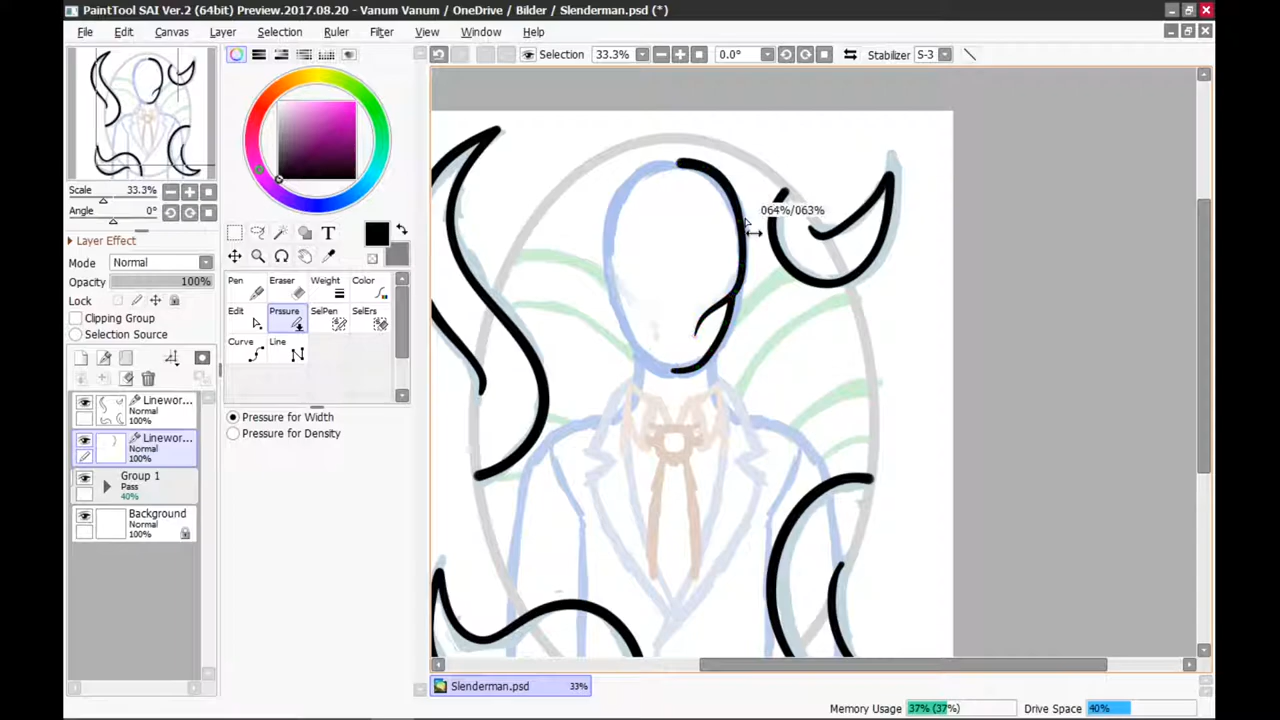 PaintTool SAI Ver.2 (64bit) Preview.2017.08.20 - Vanum Vanum / OneDrive / Bilder / Slenderman.psd (*)
File Edit Canvas Layer Selection Ruler Filter View Window Help
Selection 33.3% 0.0° Stabilizer S-3
Scale 33.3%
Angle 0°
Layer Effect
Mode Normal
Opacity 100%
Lock
Clipping Group
Selection Source
Linewor...
Normal
100%
Linewor...
Normal
100%
Group 1
Pass
40%
Background
Normal
100%
T
Pen Eraser Weight Color
Edit Prssure SelPen SelErs
Curve Line
Pressure for Width
Pressure for Density
064%/063%
Slenderman.psd 33%
Memory Usage 37% (37%) Drive Space 40%